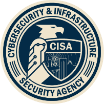 CYBERSECURITY & INFRASTRUCTURE
CISA
SECURITY AGENCY